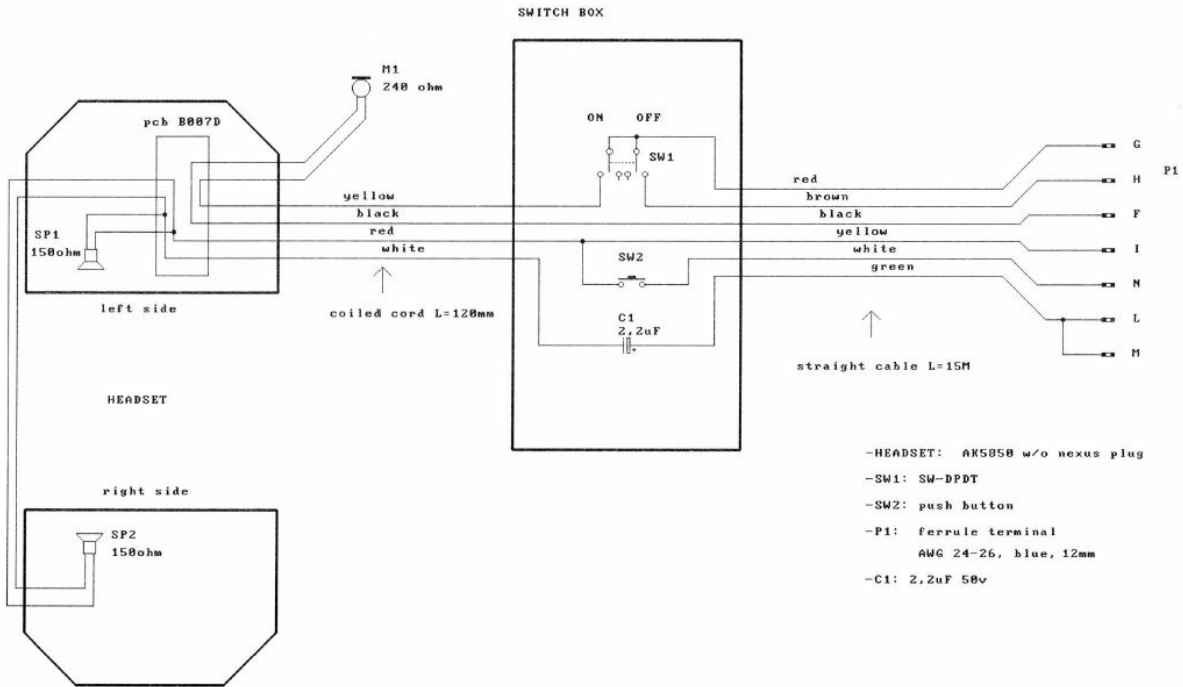 SWITCH BOX
M1
240 ohm
pcb B007D
ON OFF
SW1
G
H
P1
F
I
N
L
M
red
brown
black
yellow
white
green
yellow
black
red
white
SP1
150ohm
SW2
C1
2,2uF
+
left side
coiled cord L=120mm
straight cable L=15M
HEADSET
right side
SP2
150ohm
-HEADSET: AK5850 w/o nexus plug
-SW1: SW-DPDT
-SW2: push button
-P1: ferrule terminal
AWG 24-26, blue, 12mm
-C1: 2,2uF 50v